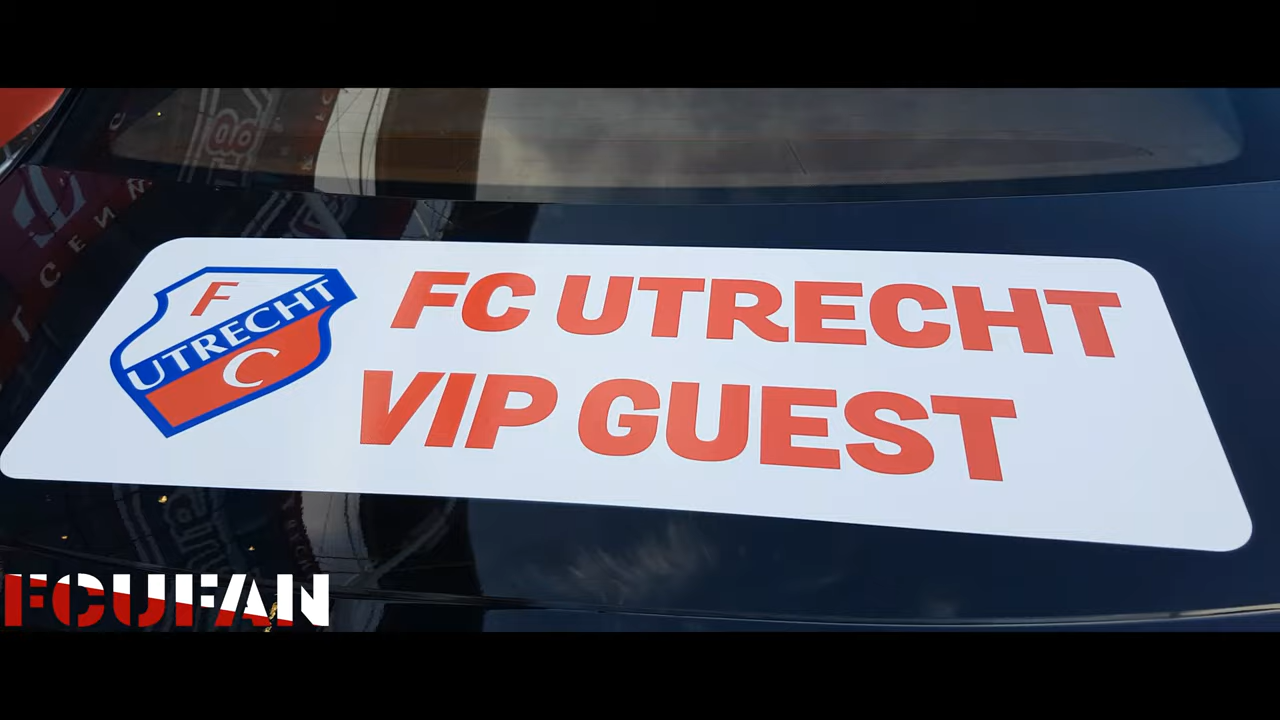 F
UTRECHT
C
FC UTRECHT
VIP GUEST
FCUFAN